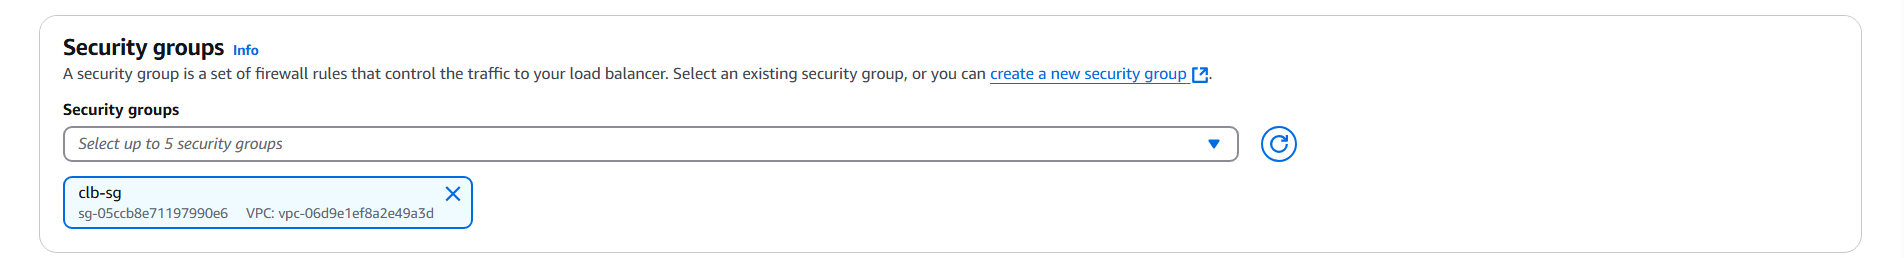 Security groups Info
A security group is a set of firewall rules that control the traffic to your load balancer. Select an existing security group, or you can create a new security group.
Security groups
Select up to 5 security groups
clb-sg
sg-05ccb8e71197990e6 VPC: vpc-06d9e1ef8a2e49a3d